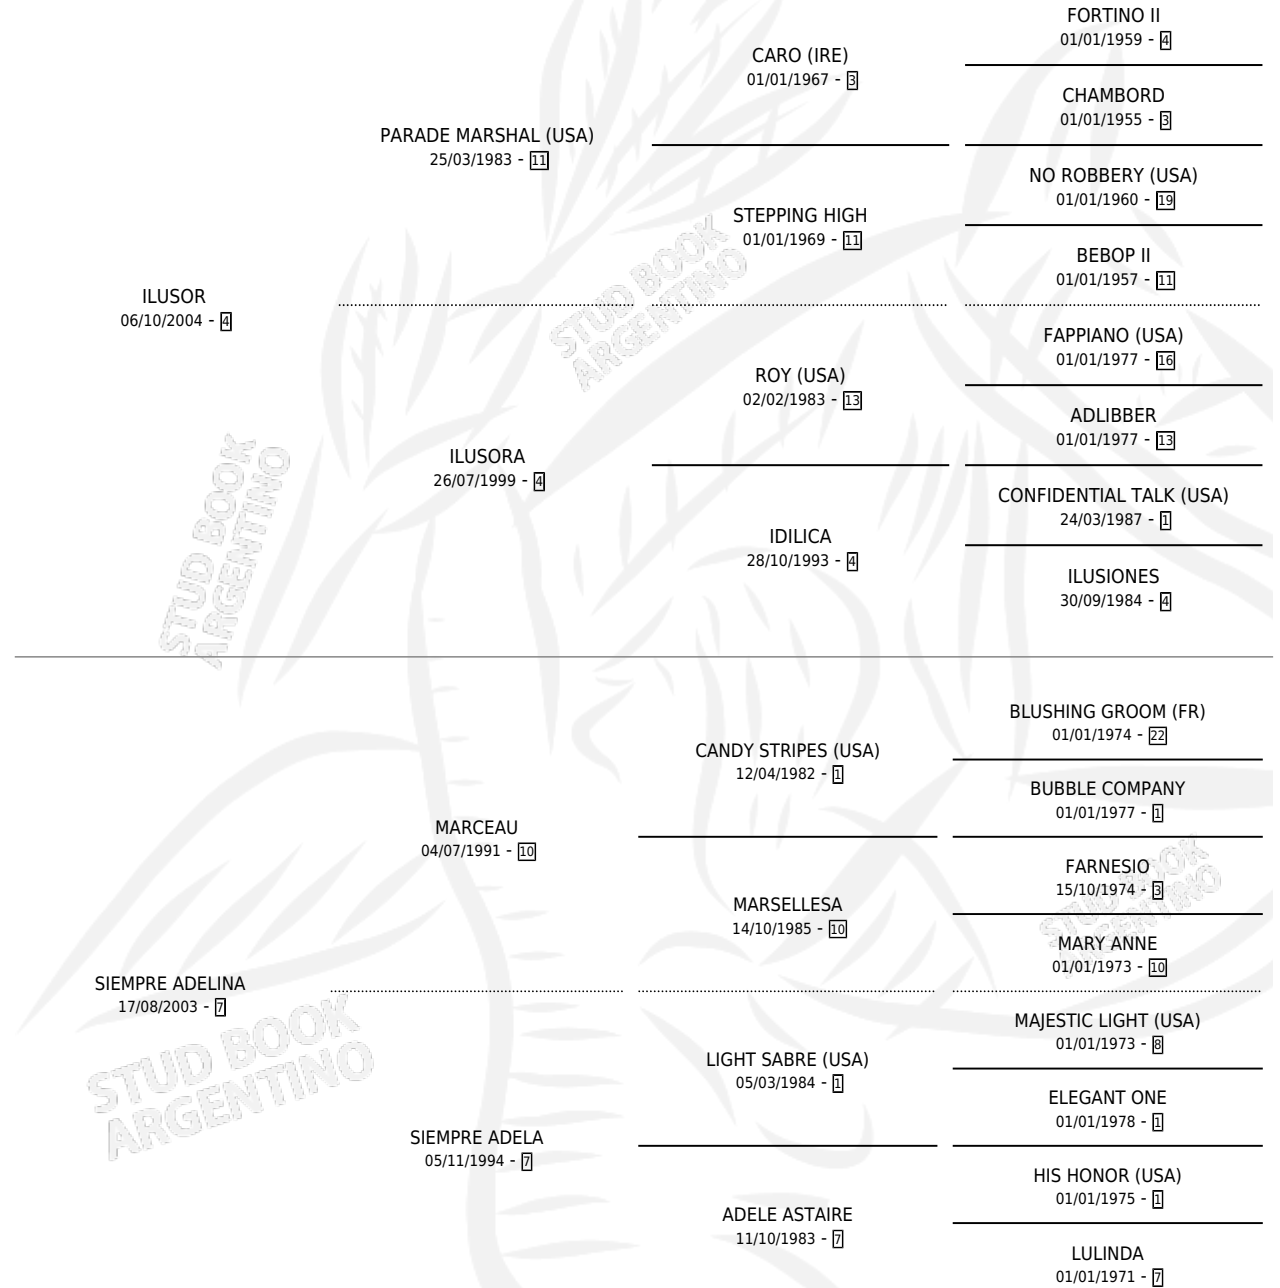 FORTINO II
01/01/1959 - 4
CARO (IRE)
01/01/1967 - 3
CHAMBORD
01/01/1955 - 3
PARADE MARSHAL (USA)
25/03/1983 - 11
NO ROBBERY (USA)
01/01/1960 - 19
STEPPING HIGH
01/01/1969 - 11
BEBOP II
01/01/1957 - 11
ILUSOR
06/10/2004 - 4
FAPPIANO (USA)
01/01/1977 - 16
ROY (USA)
02/02/1983 - 13
ADLIBBER
01/01/1977 - 13
ILUSORA
26/07/1999 - 4
CONFIDENTIAL TALK (USA)
24/03/1987 - 1
IDILICA
28/10/1993 - 4
ILUSIONES
30/09/1984 - 4
STUD BOOK
ARGENTINO
STUD BOOK
ARGENTINO
BLUSHING GROOM (FR)
01/01/1974 - 22
CANDY STRIPES (USA)
12/04/1982 - 1
BUBBLE COMPANY
01/01/1977 - 1
MARCEAU
04/07/1991 - 10
FARNESIO
15/10/1974 - 3
MARSELLESA
14/10/1985 - 10
MARY ANNE
01/01/1973 - 10
STUD BOOK
ARGENTINO
SIEMPRE ADELINA
17/08/2003 - 7
MAJESTIC LIGHT (USA)
01/01/1973 - 8
LIGHT SABRE (USA)
05/03/1984 - 1
ELEGANT ONE
01/01/1978 - 1
STUD BOOK
ARGENTINO
SIEMPRE ADELA
05/11/1994 - 7
HIS HONOR (USA)
01/01/1975 - 1
ADELE ASTAIRE
11/10/1983 - 7
LULINDA
01/01/1971 - 7